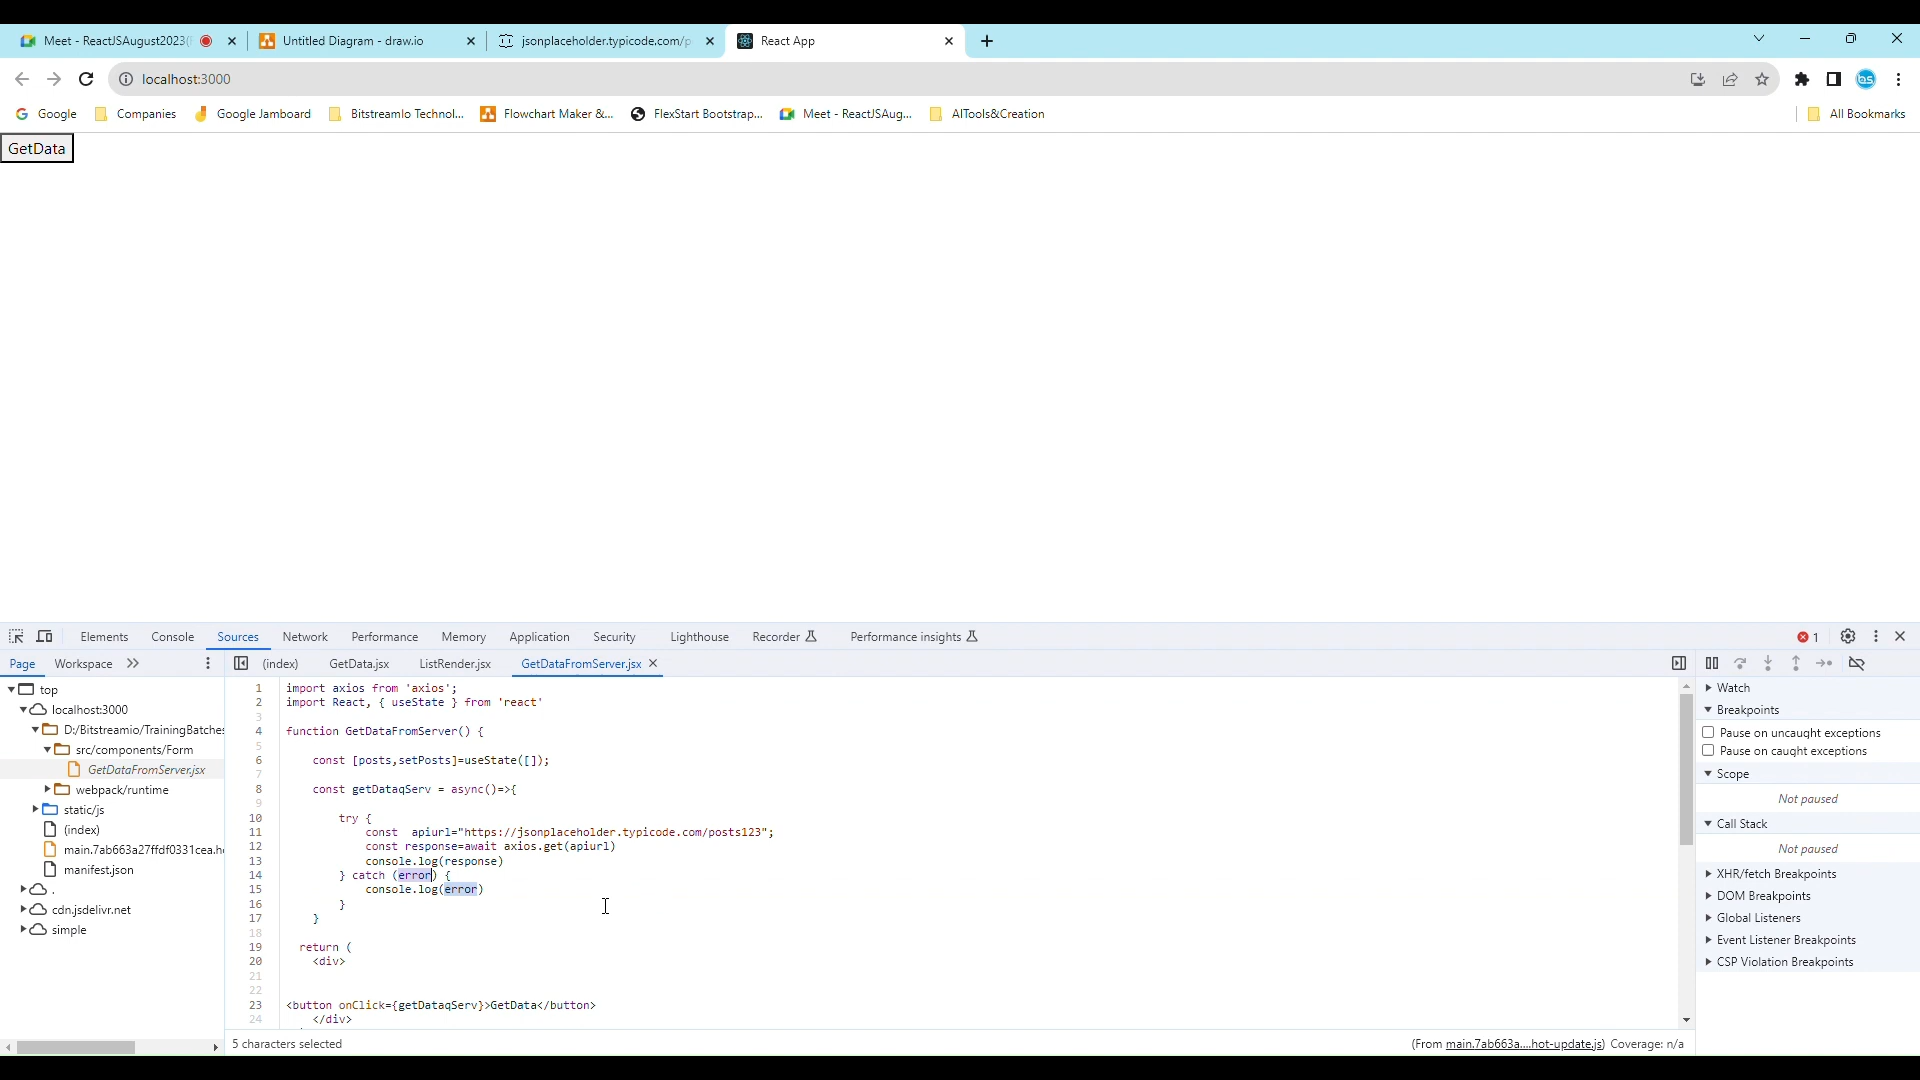 Meet - ReactJSAugust2023(
Untitled Diagram - draw.io
jsonplaceholder.typicode.com/p
React App
localhost:3000
Google
Companies
Google Jamboard
Bitstreamlo Technol...
Flowchart Maker &...
FlexStart Bootstrap...
Meet - ReactJSAug...
AITools&Creation
All Bookmarks
GetData
Elements
Console
Sources
Network
Performance
Memory
Application
Security
Lighthouse
Recorder
Performance insights
1
Page
Workspace
(index)
GetData.jsx
ListRender.jsx
GetDataFromServer.jsx
top
localhost:3000
D:/Bitstreamio/TrainingBatches
src/components/Form
GetDataFromServer.jsx
webpack/runtime
static/js
(index)
main.7ab663a27ffdf0331cea.h
manifest.json
.
cdn.jsdelivr.net
simple
1 import axios from 'axios';
2 import React, { useState } from 'react'
3
4 function GetDataFromServer() {
5
6 const [posts,setPosts]=useState([]);
7
8 const getDataqServ = async()=>{
9
10 try {
11 const apiurl="https://jsonplaceholder.typicode.com/posts123";
12 const response=await axios.get(apiurl)
13 console.log(response)
14 } catch (error) {
15 console.log(error)
16 }
17 }
18
19 return (
20 <div>
21
22
23 <button onClick={getDataqServ}>GetData</button>
24 </div>
5 characters selected
(From main.7ab663a....hot-update.js) Coverage: n/a
Watch
Breakpoints
Pause on uncaught exceptions
Pause on caught exceptions
Scope
Not paused
Call Stack
Not paused
XHR/fetch Breakpoints
DOM Breakpoints
Global Listeners
Event Listener Breakpoints
CSP Violation Breakpoints